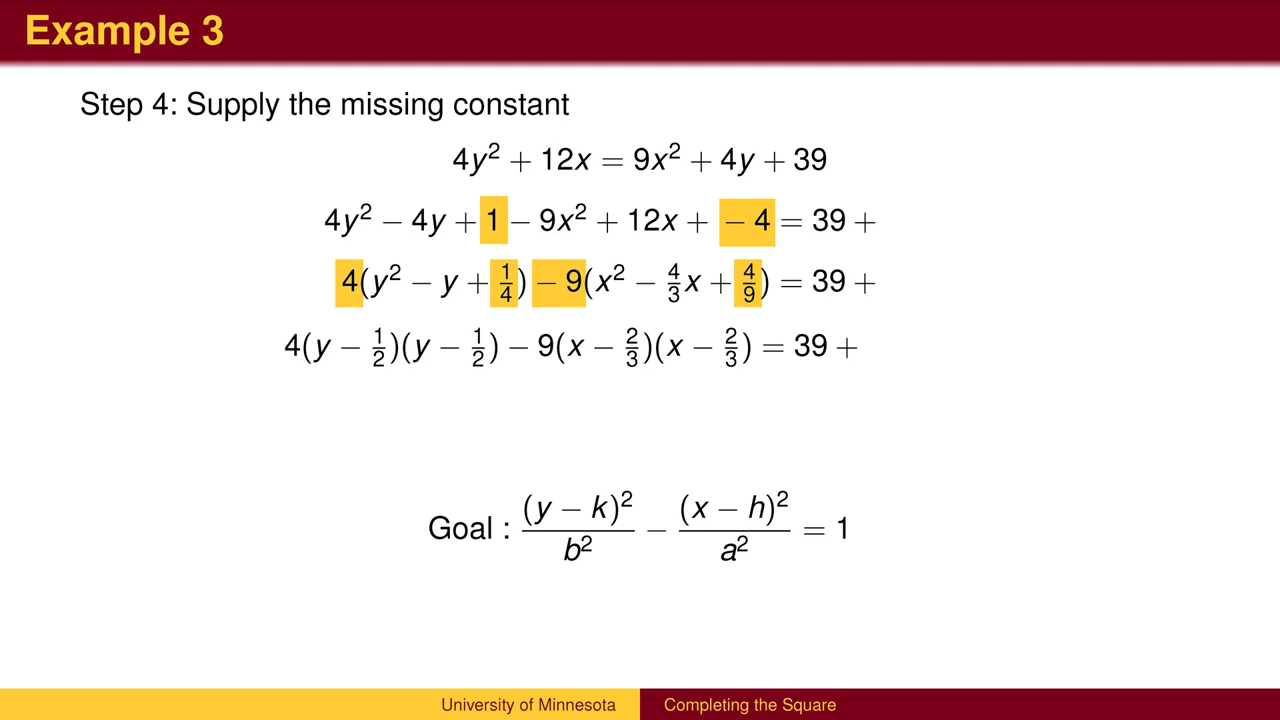 Example 3
Step 4: Supply the missing constant
4y² + 12x = 9x² + 4y + 39
4y² − 4y + 1 − 9x² + 12x + − 4 = 39 +
4(y² − y + 1/4) − 9(x² − 4/3x + 4/9) = 39 +
4(y − 1/2)(y − 1/2) − 9(x − 2/3)(x − 2/3) = 39 +
Goal : (y − k)²/b² − (x − h)²/a² = 1
University of Minnesota Completing the Square